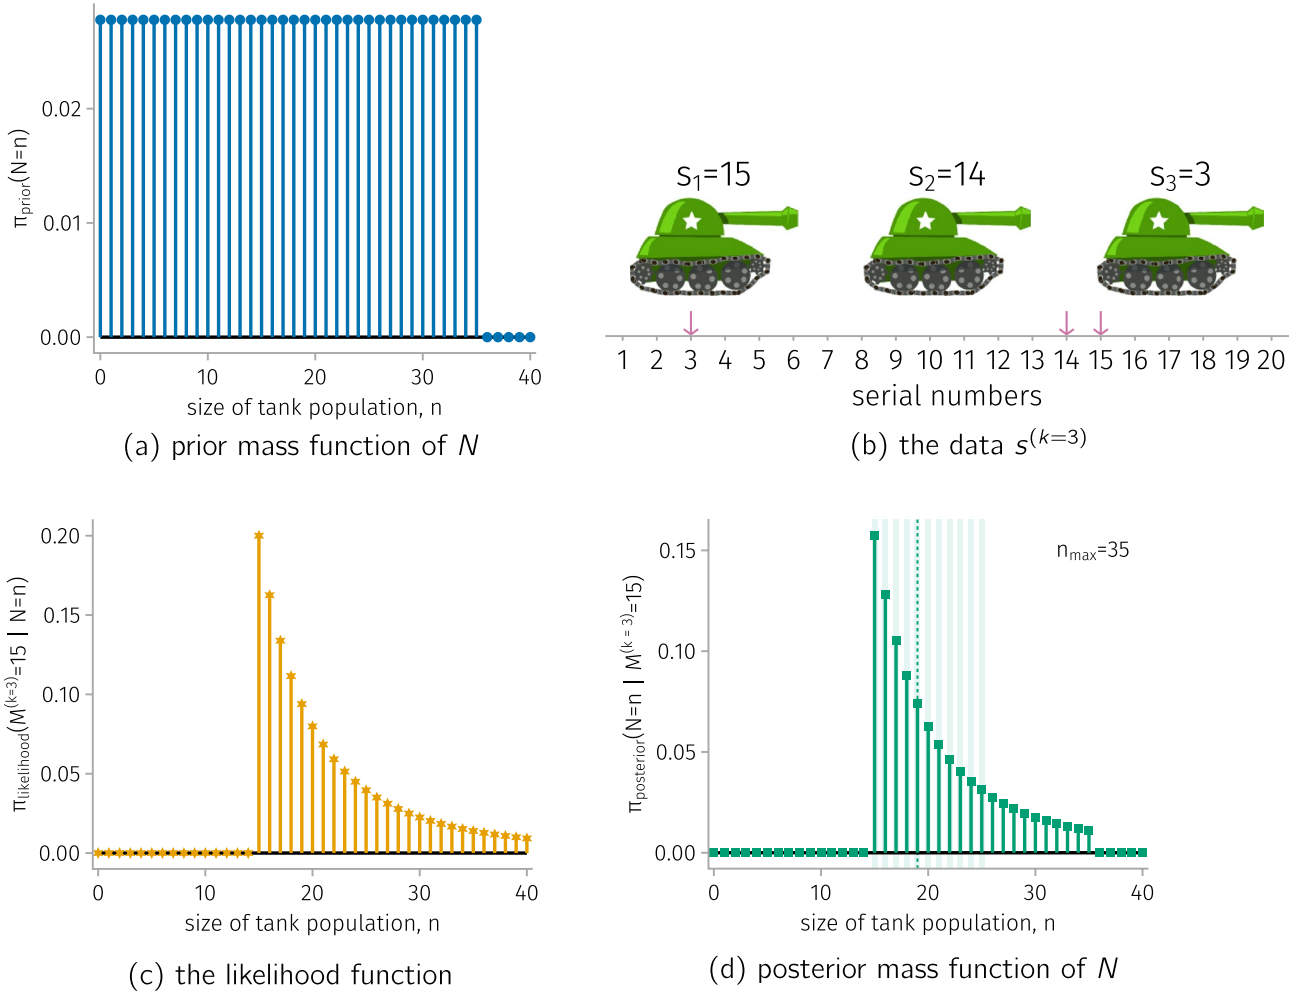 π_prior(N=n)
0.02
0.01
0.00
0 10 20 30 40
size of tank population, n
(a) prior mass function of N
s₁=15 s₂=14 s₃=3
1 2 3 4 5 6 7 8 9 10 11 12 13 14 15 16 17 18 19 20
serial numbers
(b) the data s^(k=3)
π_likelihood(M^(k=3)=15 | N=n)
0.20
0.15
0.10
0.05
0.00
0 10 20 30 40
size of tank population, n
(c) the likelihood function
π_posterior(N=n | M^(k = 3)=15)
0.15
0.10
0.05
0.00
n_max=35
0 10 20 30 40
size of tank population, n
(d) posterior mass function of N